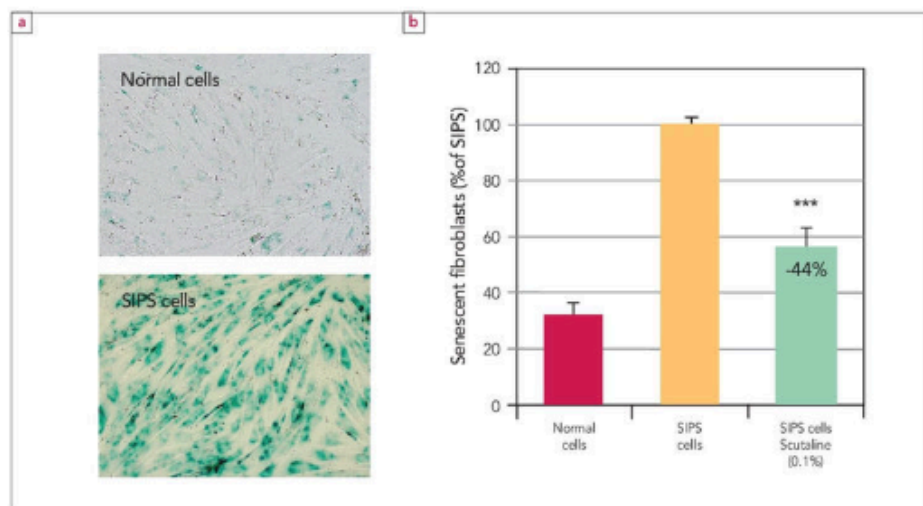 a
Normal cells
SIPS cells
b
Senescent fibroblasts (%of SIPS)
120
100
80
60
40
20
0
***
-44%
Normal
cells
SIPS
cells
SIPS cells
Scutaline
(0.1%)